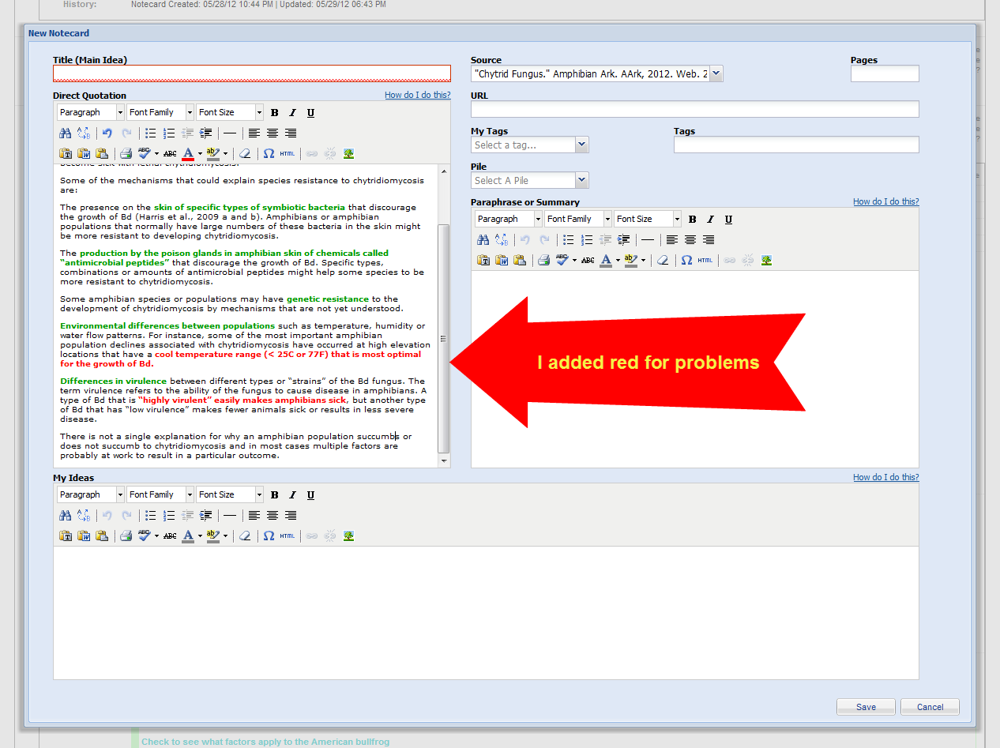 History: Notecard Created: 05/28/12 10:44 PM | Updated: 05/29/12 06:43 PM
New Notecard
Title (Main Idea)
Source
"Chytrid Fungus." Amphibian Ark. AArk, 2012. Web. 2
Pages
Direct Quotation How do I do this?
Paragraph Font Family Font Size B I U
ABC ABC A ab HTML
become sick with lethal chytridiomycosis.
Some of the mechanisms that could explain species resistance to chytridiomycosis
are:
The presence on the skin of specific types of symbiotic bacteria that discourage
the growth of Bd (Harris et al., 2009 a and b). Amphibians or amphibian
populations that normally have large numbers of these bacteria in the skin might
be more resistant to developing chytridiomycosis.
The production by the poison glands in amphibian skin of chemicals called
“antimicrobial peptides” that discourage the growth of Bd. Specific types,
combinations or amounts of antimicrobial peptides might help some species to be
more resistant to chytridiomycosis.
Some amphibian species or populations may have genetic resistance to the
development of chytridiomycosis by mechanisms that are not yet understood.
Environmental differences between populations such as temperature, humidity or
water flow patterns. For instance, some of the most important amphibian
population declines associated with chytridiomycosis have occurred at high elevation
locations that have a cool temperature range (< 25C or 77F) that is most optimal
for the growth of Bd.
Differences in virulence between different types or “strains” of the Bd fungus. The
term virulence refers to the ability of the fungus to cause disease in amphibians. A
type of Bd that is “highly virulent” easily makes amphibians sick, but another type
of Bd that has “low virulence” makes fewer animals sick or results in less severe
disease.
There is not a single explanation for why an amphibian population succumbs or
does not succumb to chytridiomycosis and in most cases multiple factors are
probably at work to result in a particular outcome.
URL
My Tags
Select a tag...
Tags
Pile
Select A Pile
Paraphrase or Summary How do I do this?
Paragraph Font Family Font Size B I U
ABC ABC A ab HTML
I added red for problems
My Ideas How do I do this?
Paragraph Font Family Font Size B I U
ABC ABC A ab HTML
Save Cancel
Check to see what factors apply to the American bullfrog